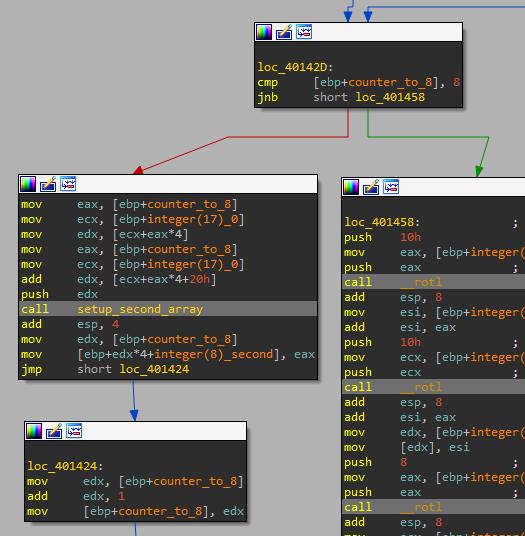 loc_40142D:
cmp [ebp+counter_to_8], 8
jnb short loc_401458
mov eax, [ebp+counter_to_8]
mov ecx, [ebp+integer(17)_0]
mov edx, [ecx+eax*4]
mov eax, [ebp+counter_to_8]
mov ecx, [ebp+integer(17)_0]
add edx, [ecx+eax*4+20h]
push edx
call setup_second_array
add esp, 4
mov edx, [ebp+counter_to_8]
mov [ebp+edx*4+integer(8)_second], eax
jmp short loc_401424
loc_401424:
mov edx, [ebp+counter_to_8]
add edx, 1
mov [ebp+counter_to_8], edx
loc_401458: ;
push 10h
mov eax, [ebp+integer(
push eax ;
call __rotl
add esp, 8
mov esi, [ebp+integer(
add esi, eax
push 10h ;
mov ecx, [ebp+integer(
push ecx ;
call __rotl
add esp, 8
add esi, eax
mov edx, [ebp+integer(
mov [edx], esi
push 8 ;
mov eax, [ebp+integer(
push eax ;
call __rotl
add esp, 8